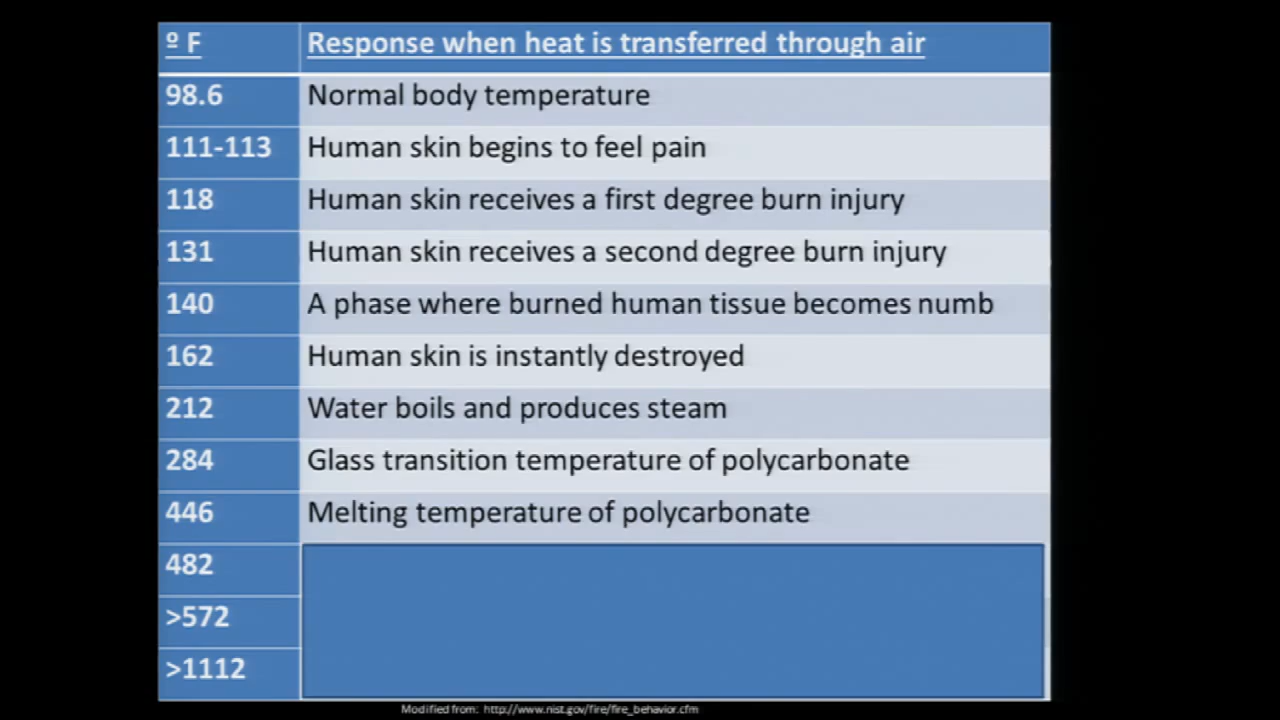 º F Response when heat is transferred through air
98.6 Normal body temperature
111-113 Human skin begins to feel pain
118 Human skin receives a first degree burn injury
131 Human skin receives a second degree burn injury
140 A phase where burned human tissue becomes numb
162 Human skin is instantly destroyed
212 Water boils and produces steam
284 Glass transition temperature of polycarbonate
446 Melting temperature of polycarbonate
482
>572
>1112
Modified from: http://www.nist.gov/fire/fire_behavior.cfm